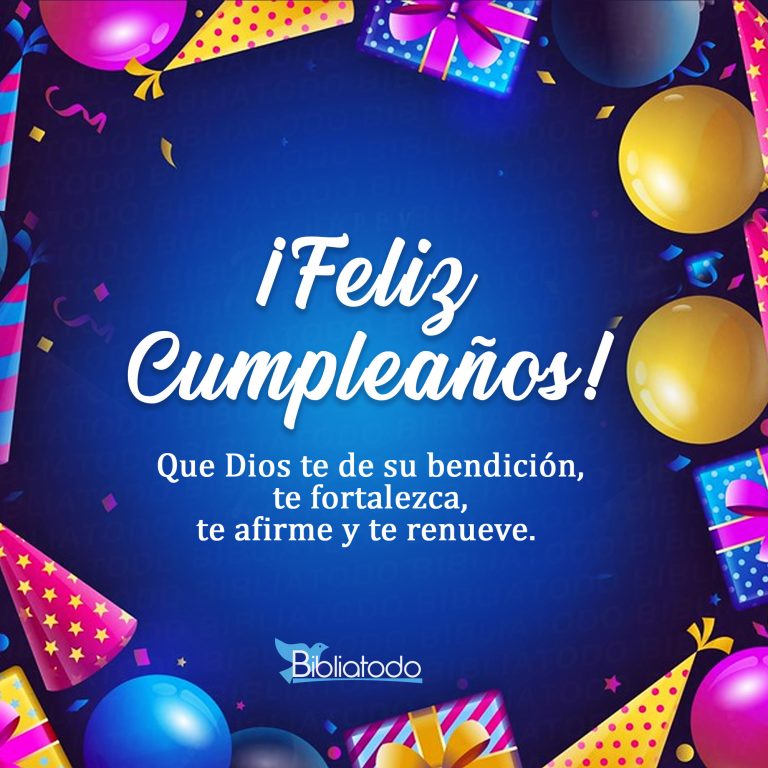 ¡Feliz
Cumpleaños!
Que Dios te de su bendición,
te fortalezca,
te afirme y te renueve.
Bibliatodo